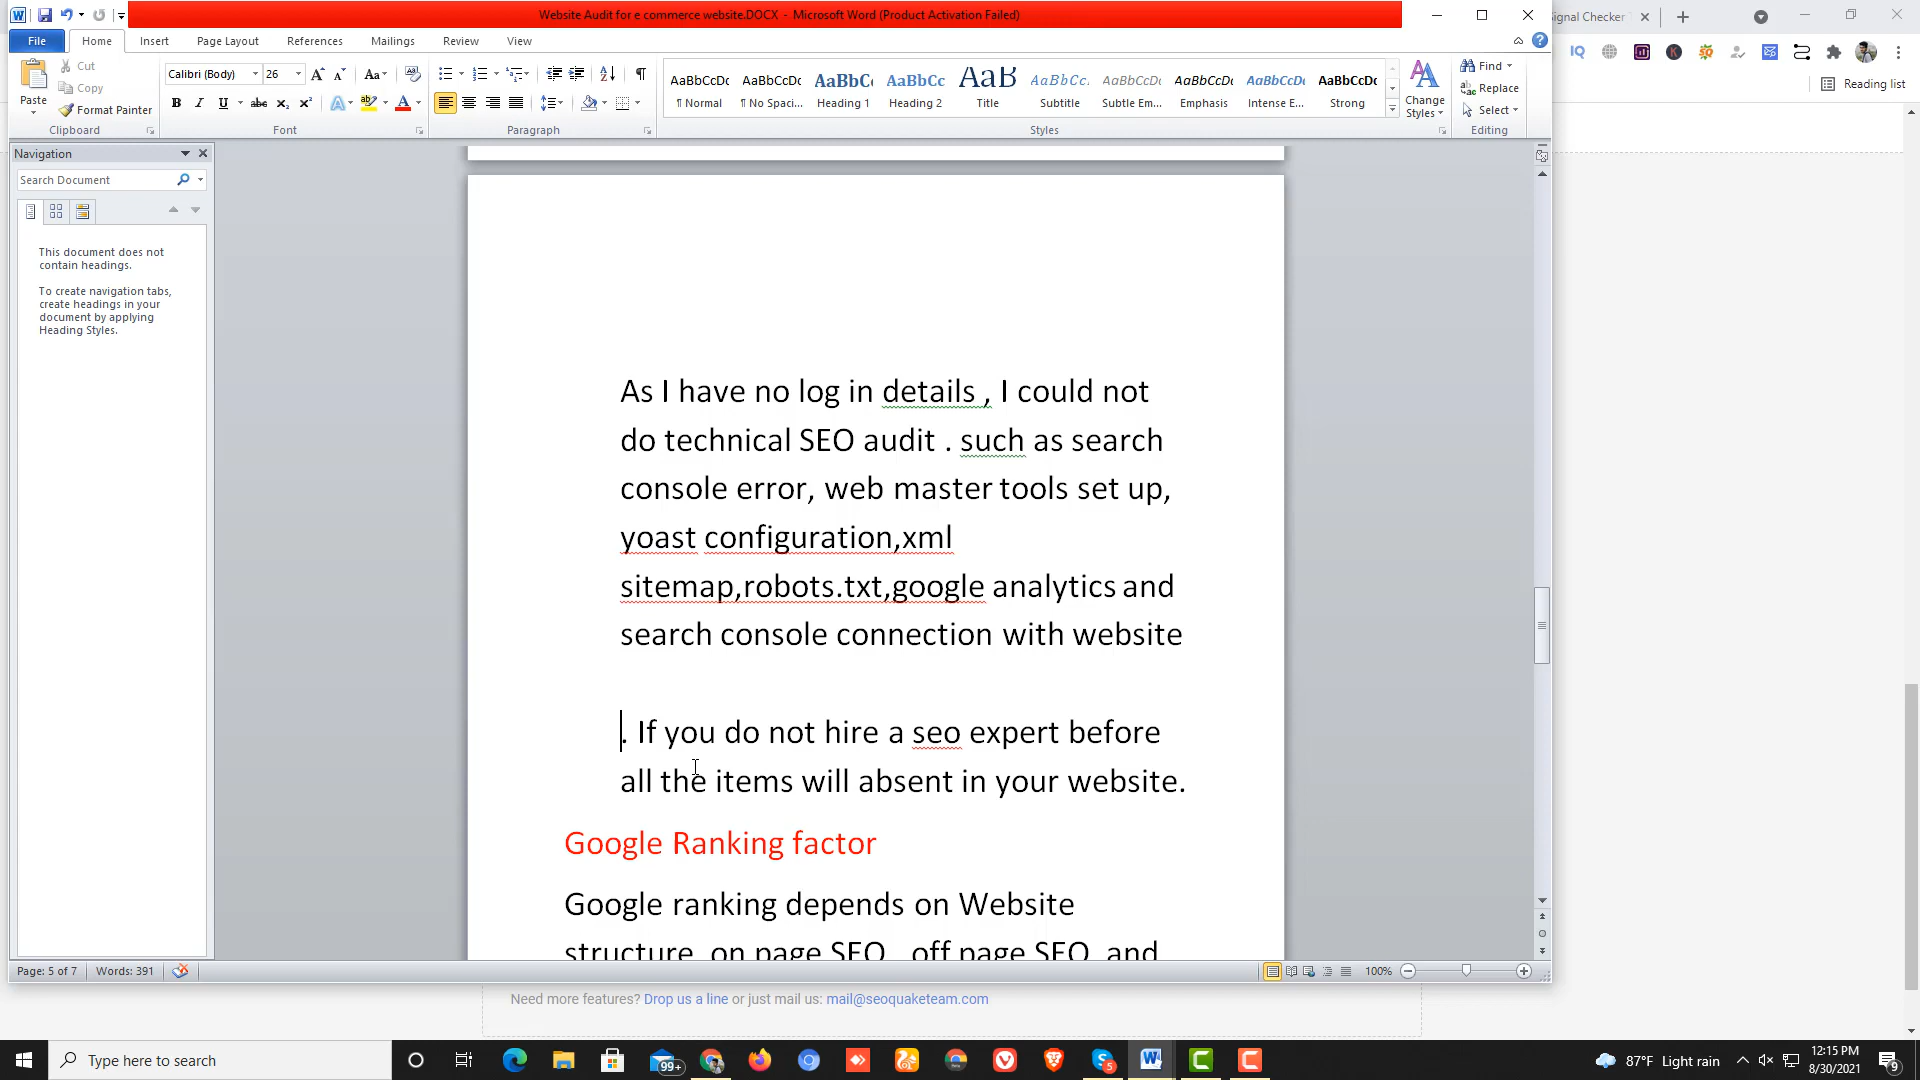 Website Audit for e commerce website.DOCX - Microsoft Word (Product Activation Failed)
ignal Checker
File Home Insert Page Layout References Mailings Review View
Reading list
Paste
Cut
Copy
Format Painter
Clipboard
Calibri (Body) 26
Font
Paragraph
AaBbCcDc AaBbCcDc AaBbC AaBbCc AaB AaBbCc. AaBbCcDc AaBbCcDc AaBbCcDc AaBbCcDc
¶ Normal ¶ No Spaci... Heading 1 Heading 2 Title Subtitle Subtle Em... Emphasis Intense E... Strong
Styles
Change
Styles
Find
Replace
Select
Editing
Navigation
Search Document
This document does not
contain headings.
To create navigation tabs,
create headings in your
document by applying
Heading Styles.
As I have no log in details , I could not
do technical SEO audit . such as search
console error, web master tools set up,
yoast configuration,xml
sitemap,robots.txt,google analytics and
search console connection with website
. If you do not hire a seo expert before
all the items will absent in your website.
Google Ranking factor
Google ranking depends on Website
structure on page SEO off page SEO and
Page: 5 of 7 Words: 391
100%
Need more features? Drop us a line or just mail us: mail@seoquaketeam.com
Type here to search
99+
5
87°F Light rain
12:15 PM
8/30/2021
9